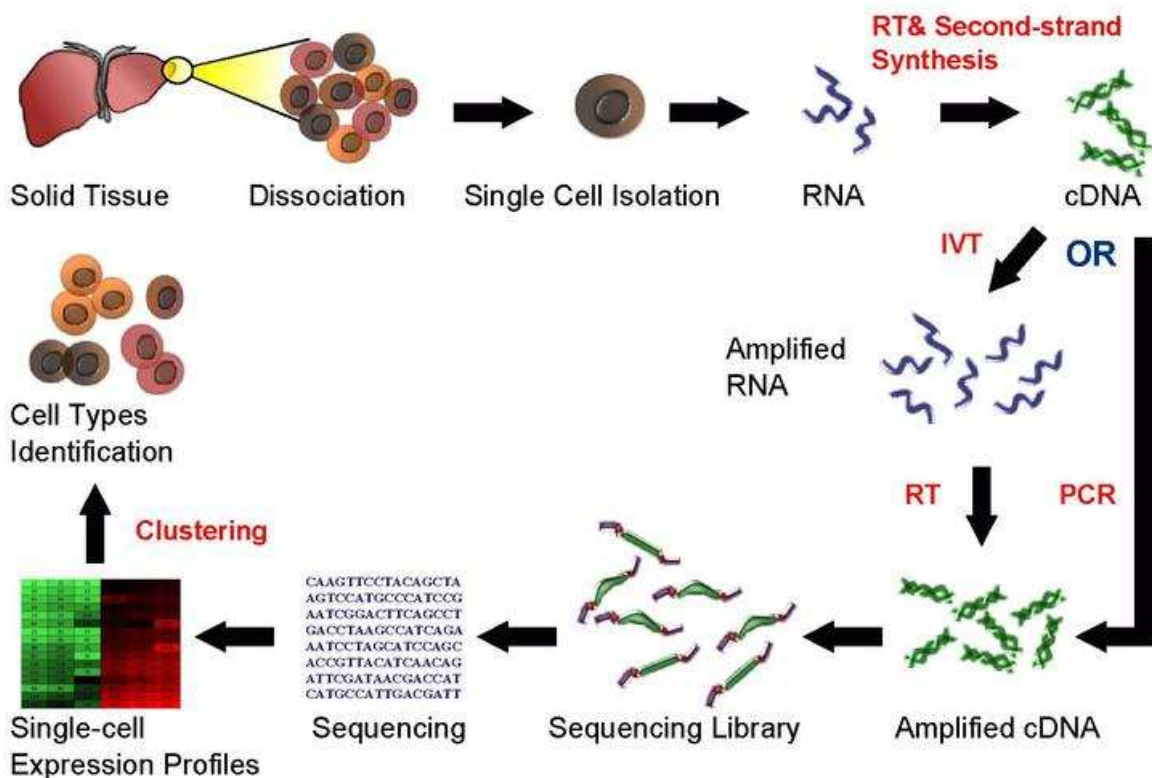 RT& Second-strand
Synthesis
Solid Tissue
Dissociation
Single Cell Isolation
RNA
cDNA
IVT
OR
Amplified
RNA
RT
PCR
Cell Types
Identification
Clustering
CAAGTTCCTACAGCTA
AGTCCATGCCCATCCG
AATCGGACTTCAGCCT
GACCTAAGCCATCAGA
AATCCTAGCATCCAGC
ACCGTTACATCAACAG
ATTCGATAACGACCAT
CATGCCATTGACGATT
Single-cell
Expression Profiles
Sequencing
Sequencing Library
Amplified cDNA